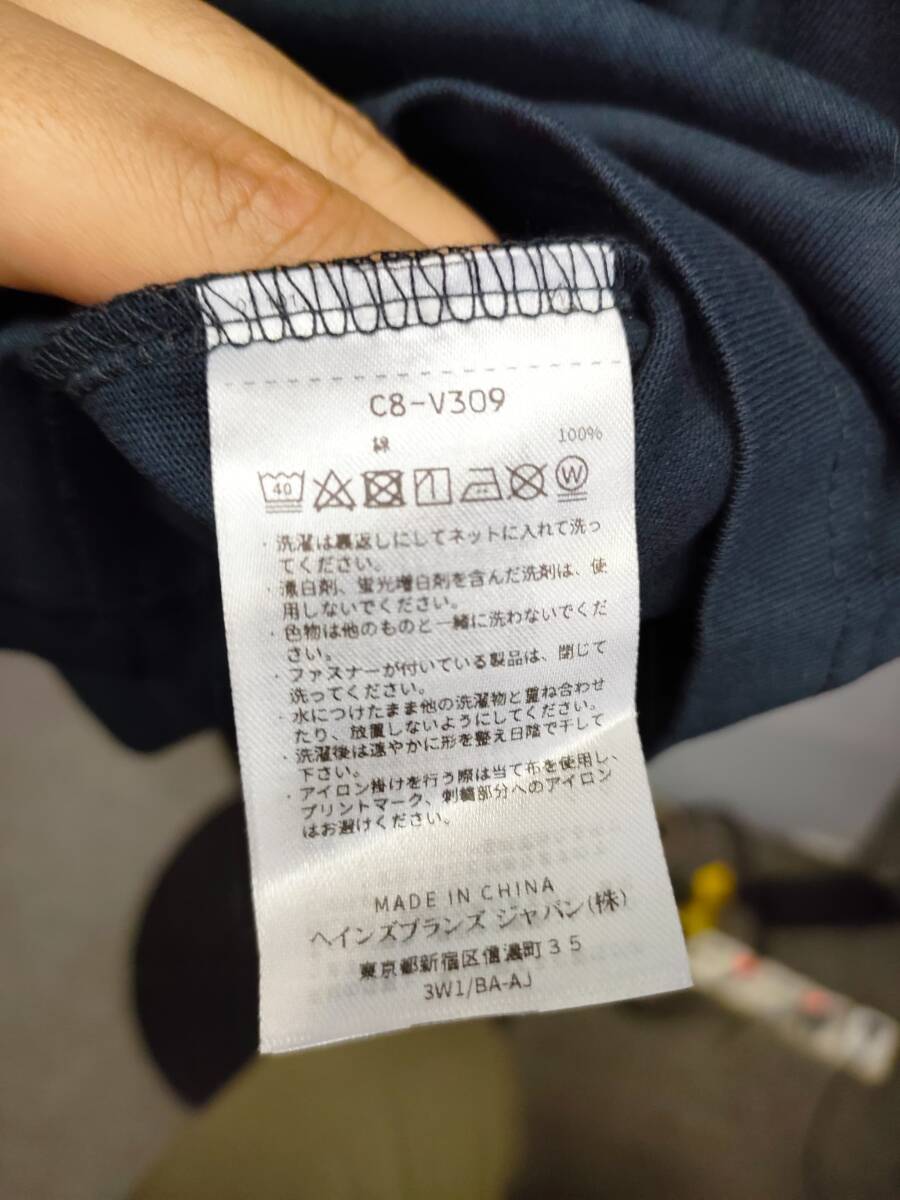 C8-V309
綿 100%
40 W
・洗濯は裏返しにしてネットに入れて洗っ
てください。
・漂白剤、蛍光増白剤を含んだ洗剤は、使
用しないでください。
・色物は他のものと一緒に洗わないでくだ
さい。
・ファスナーが付いている製品は、閉じて
洗ってください。
・水につけたまま他の洗濯物と重ね合わせ
たり、放置しないようにしてください。
・洗濯後は速やかに形を整え日陰で干して
下さい。
・アイロン掛けを行う際は当て布を使用し、
プリントマーク、刺繍部分へのアイロン
はお避けください。
MADE IN CHINA
ヘインズブランズ ジャパン(株)
東京都新宿区信濃町35
3W1/BA-AJ